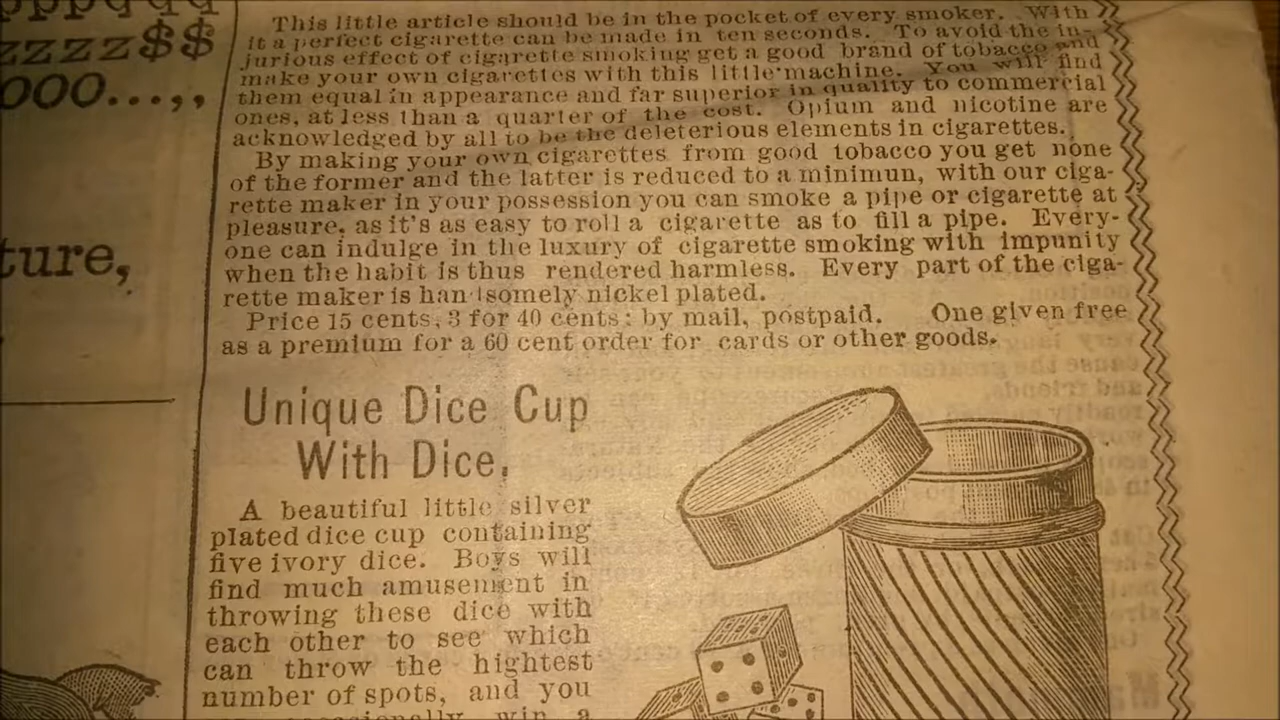 pppqqq
zzzzz$$
000...,,
ture,
This little article should be in the pocket of every smoker. With
it a perfect cigarette can be made in ten seconds. To avoid the in-
jurious effect of cigarette smoking get a good brand of tobacco and
make your own cigarettes with this little machine. You will find
them equal in appearance and far superior in quality to commercial
ones, at less than a quarter of the cost. Opium and nicotine are
acknowledged by all to be the deleterious elements in cigarettes.
By making your own cigarettes from good tobacco you get none
of the former and the latter is reduced to a minimun, with our ciga-
rette maker in your possession you can smoke a pipe or cigarette at
pleasure, as it's as easy to roll a cigarette as to fill a pipe. Every-
one can indulge in the luxury of cigarette smoking with impunity
when the habit is thus rendered harmless. Every part of the ciga-
rette maker is handsomely nickel plated.
Price 15 cents, 3 for 40 cents; by mail, postpaid. One given free
as a premium for a 60 cent order for cards or other goods.
Unique Dice Cup
With Dice.
A beautiful little silver
plated dice cup containing
five ivory dice. Boys will
find much amusement in
throwing these dice with
each other to see which
can throw the highest
number of spots, and you
can occasionally win a